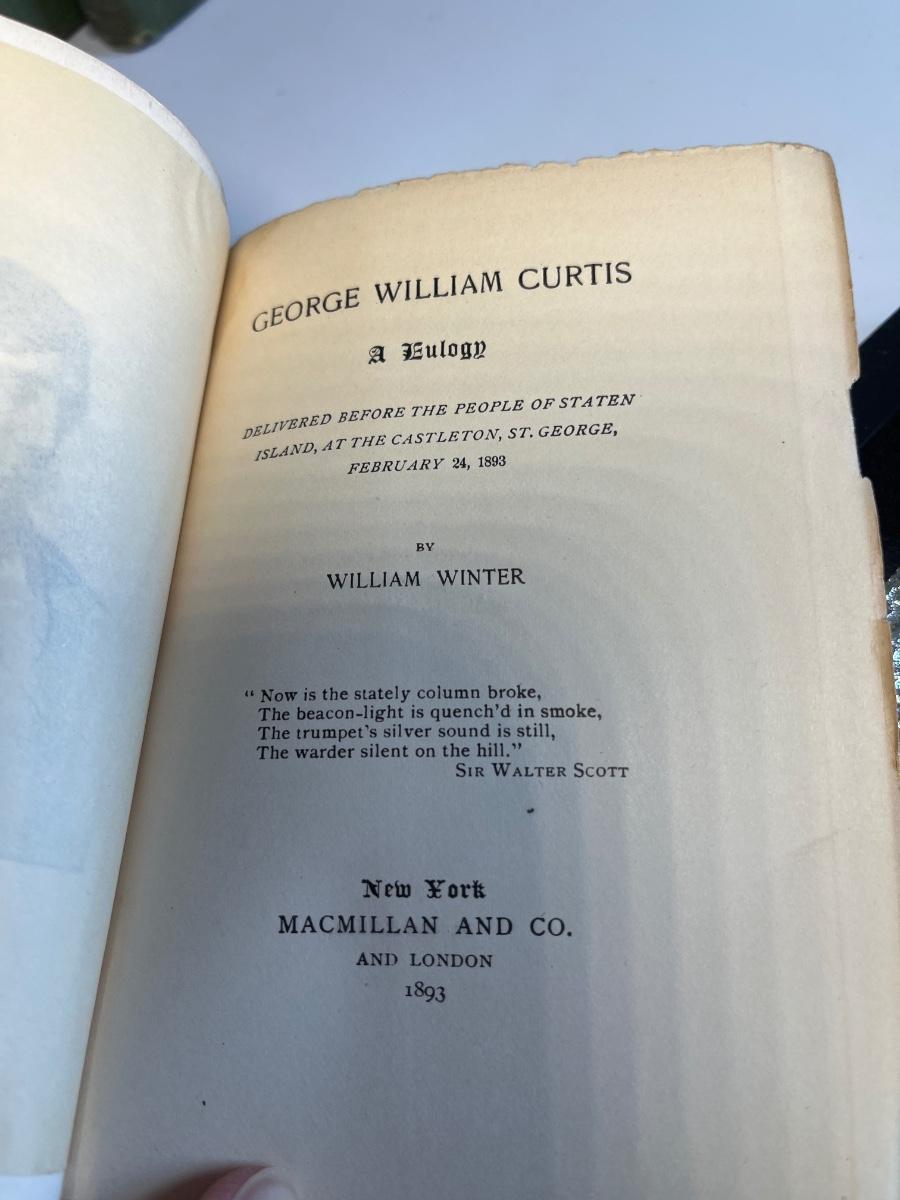 GEORGE WILLIAM CURTIS
A Eulogy
DELIVERED BEFORE THE PEOPLE OF STATEN
ISLAND, AT THE CASTLETON, ST. GEORGE,
FEBRUARY 24, 1893
BY
WILLIAM WINTER
“ Now is the stately column broke,
The beacon-light is quench’d in smoke,
The trumpet’s silver sound is still,
The warder silent on the hill.”
SIR WALTER SCOTT
New York
MACMILLAN AND CO.
AND LONDON
1893